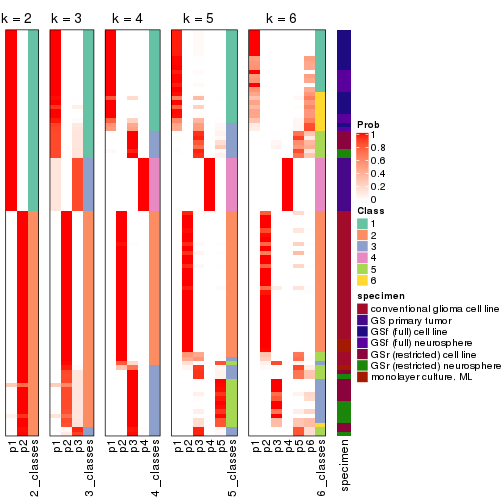 k = 2
k = 3
k = 4
k = 5
k = 6
p1
p2
2_classes
p1
p2
p3
3_classes
p1
p2
p3
p4
4_classes
p1
p2
p3
p4
p5
5_classes
p1
p2
p3
p4
p5
p6
6_classes
specimen
Prob
1
0.8
0.6
0.4
0.2
0
Class
1
2
3
4
5
6
specimen
conventional glioma cell line
GS primary tumor
GSf (full) cell line
GSf (full) neurosphere
GSr (restricted) cell line
GSr (restricted) neurosphere
monolayer culture. ML